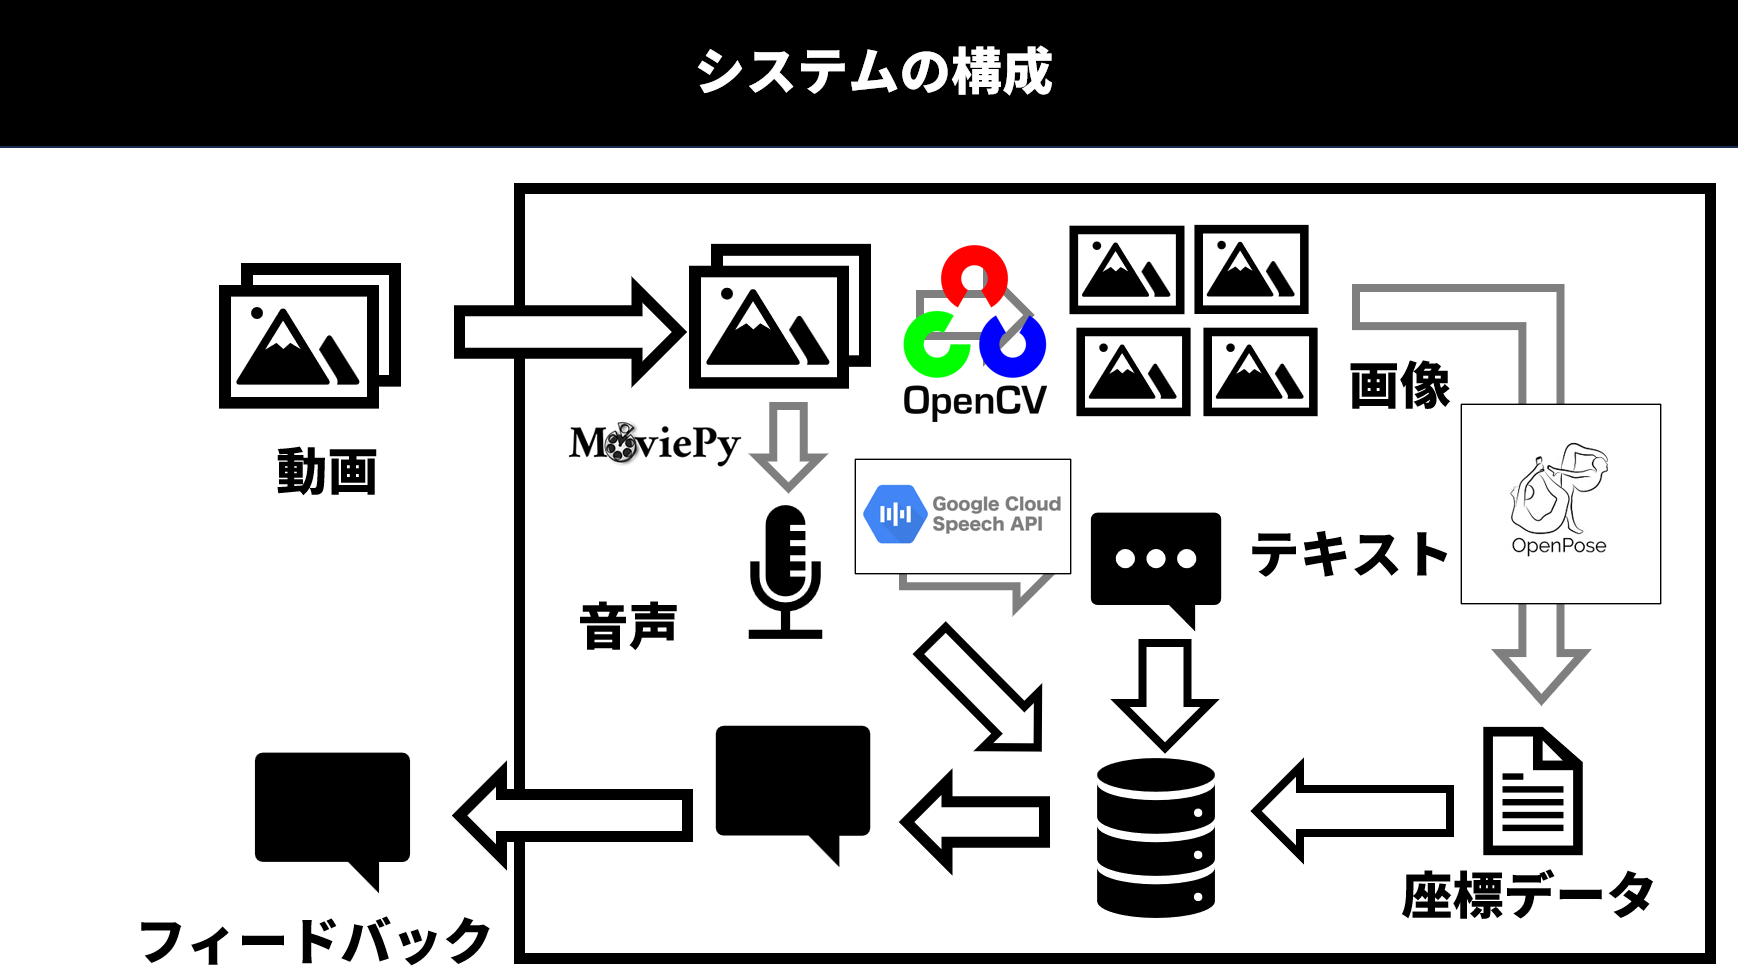 システムの構成
動画
MoviePy
OpenCV
画像
Google Cloud
Speech API
テキスト
OpenPose
音声
座標データ
フィードバック